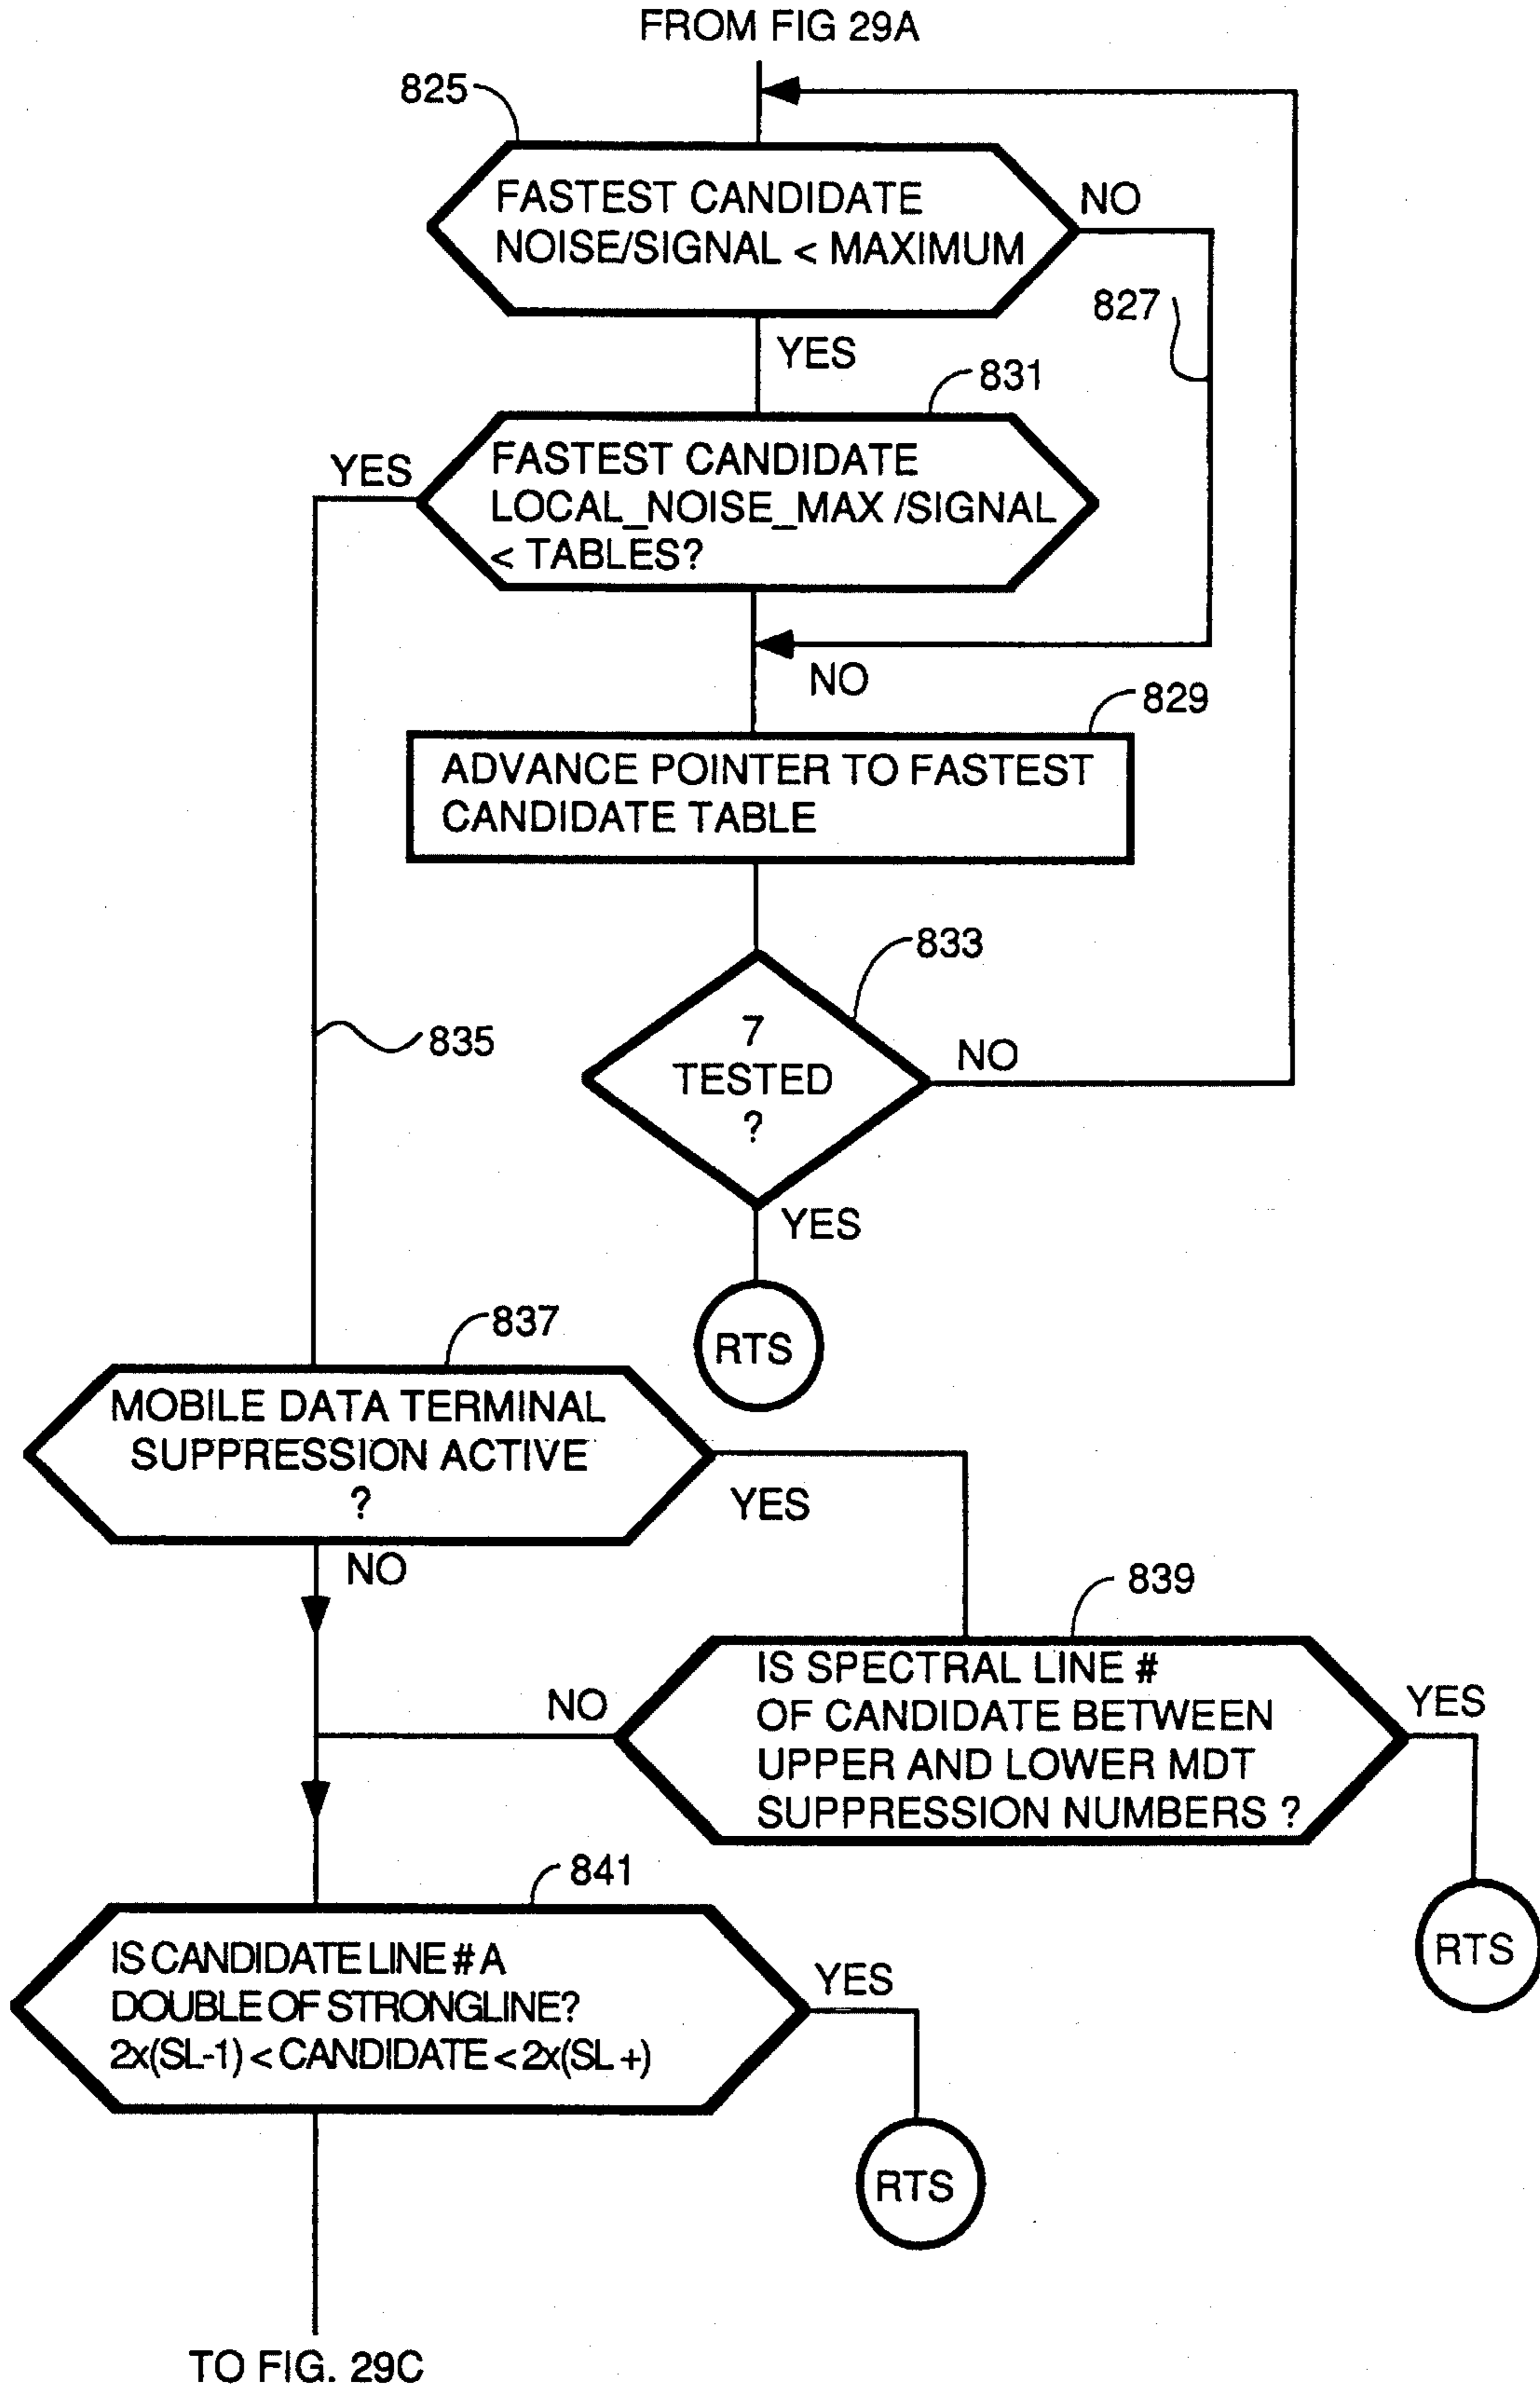 FROM FIG 29A
825
FASTEST CANDIDATE
NOISE/SIGNAL < MAXIMUM
NO
827
YES
831
YES
FASTEST CANDIDATE
LOCAL_NOISE_MAX /SIGNAL
< TABLES?
NO
829
ADVANCE POINTER TO FASTEST
CANDIDATE TABLE
833
7
TESTED
?
NO
835
YES
RTS
837
MOBILE DATA TERMINAL
SUPPRESSION ACTIVE
?
YES
NO
839
IS SPECTRAL LINE #
OF CANDIDATE BETWEEN
UPPER AND LOWER MDT
SUPPRESSION NUMBERS ?
NO
YES
RTS
841
IS CANDIDATE LINE # A
DOUBLE OF STRONGLINE?
2x(SL-1) < CANDIDATE < 2x(SL +)
YES
RTS
TO FIG. 29C